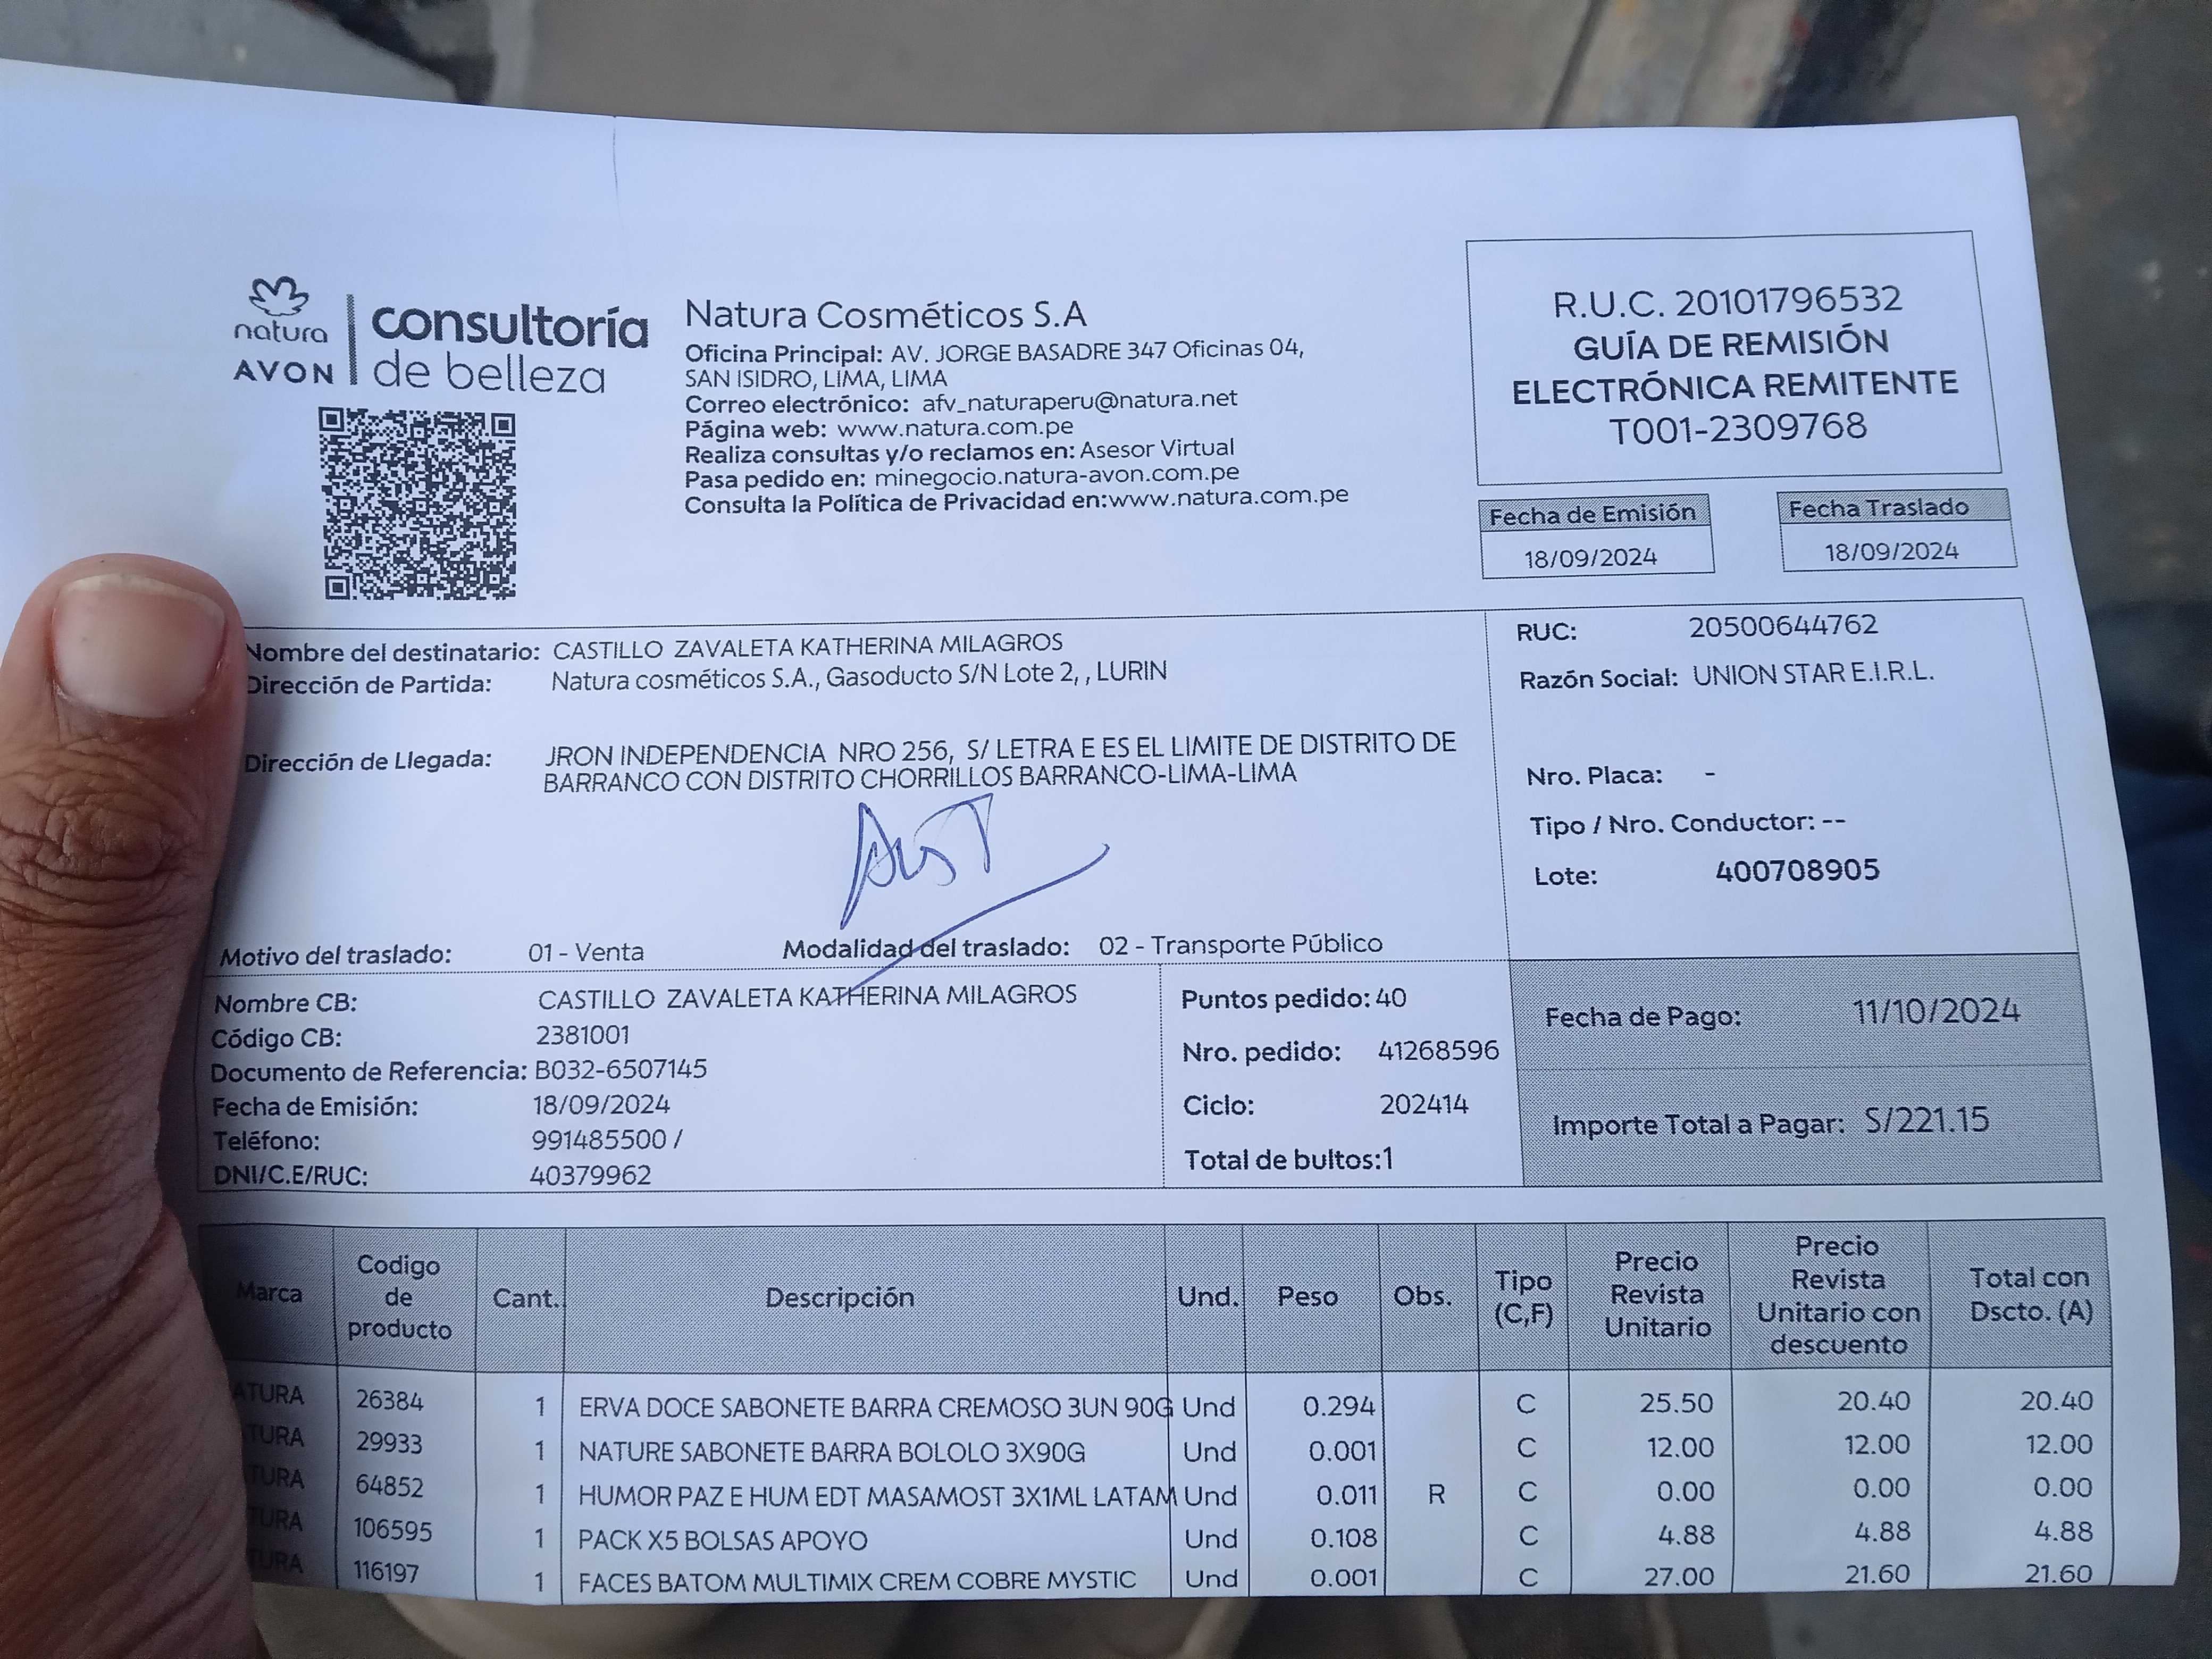 natura
AVON
consultoría
de belleza
Natura Cosméticos S.A
Oficina Principal: AV. JORGE BASADRE 347 Oficinas 04,
SAN ISIDRO, LIMA, LIMA
Correo electrónico: afv_naturaperu@natura.net
Página web: www.natura.com.pe
Realiza consultas y/o reclamos en: Asesor Virtual
Pasa pedido en: minegocio.natura-avon.com.pe
Consulta la Política de Privacidad en:www.natura.com.pe
R.U.C. 20101796532
GUÍA DE REMISIÓN
ELECTRÓNICA REMITENTE
T001-2309768
Fecha de Emisión
18/09/2024
Fecha Traslado
18/09/2024
Nombre del destinatario: CASTILLO ZAVALETA KATHERINA MILAGROS
Dirección de Partida: Natura cosméticos S.A., Gasoducto S/N Lote 2, , LURIN
Dirección de Llegada: JRON INDEPENDENCIA NRO 256, S/ LETRA E ES EL LIMITE DE DISTRITO DE
BARRANCO CON DISTRITO CHORRILLOS BARRANCO-LIMA-LIMA
Motivo del traslado: 01 - Venta Modalidad del traslado: 02 - Transporte Público
RUC: 20500644762
Razón Social: UNION STAR E.I.R.L.
Nro. Placa: -
Tipo / Nro. Conductor: --
Lote: 400708905
Nombre CB: CASTILLO ZAVALETA KATHERINA MILAGROS
Código CB: 2381001
Documento de Referencia: B032-6507145
Fecha de Emisión: 18/09/2024
Teléfono: 991485500 /
DNI/C.E/RUC: 40379962
Puntos pedido: 40
Nro. pedido: 41268596
Ciclo: 202414
Total de bultos:1
Fecha de Pago: 11/10/2024
Importe Total a Pagar: S/221.15
Marca Codigo de producto Cant. Descripción Und. Peso Obs. Tipo (C,F) Precio Revista Unitario Precio Revista Unitario con descuento Total con Dscto. (A)
ATURA 26384 1 ERVA DOCE SABONETE BARRA CREMOSO 3UN 90G Und 0.294 C 25.50 20.40 20.40
TURA 29933 1 NATURE SABONETE BARRA BOLOLO 3X90G Und 0.001 C 12.00 12.00 12.00
TURA 64852 1 HUMOR PAZ E HUM EDT MASAMOST 3X1ML LATAM Und 0.011 R C 0.00 0.00 0.00
TURA 106595 1 PACK X5 BOLSAS APOYO Und 0.108 C 4.88 4.88 4.88
TURA 116197 1 FACES BATOM MULTIMIX CREM COBRE MYSTIC Und 0.001 C 27.00 21.60 21.60